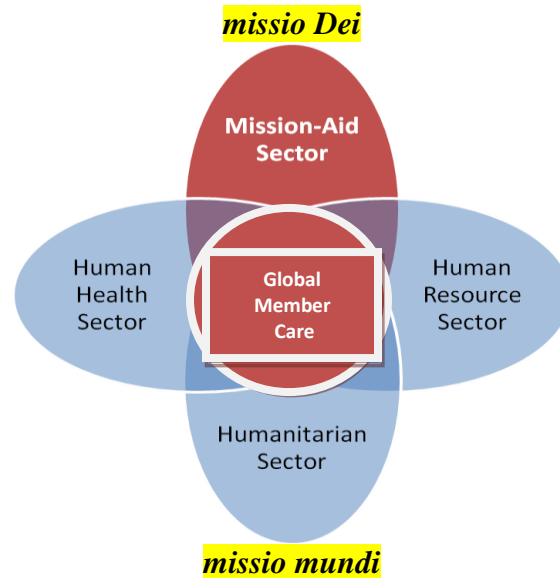 missio Dei
Mission-Aid
Sector
Human
Health
Sector
Global
Member
Care
Human
Resource
Sector
Humanitarian
Sector
missio mundi